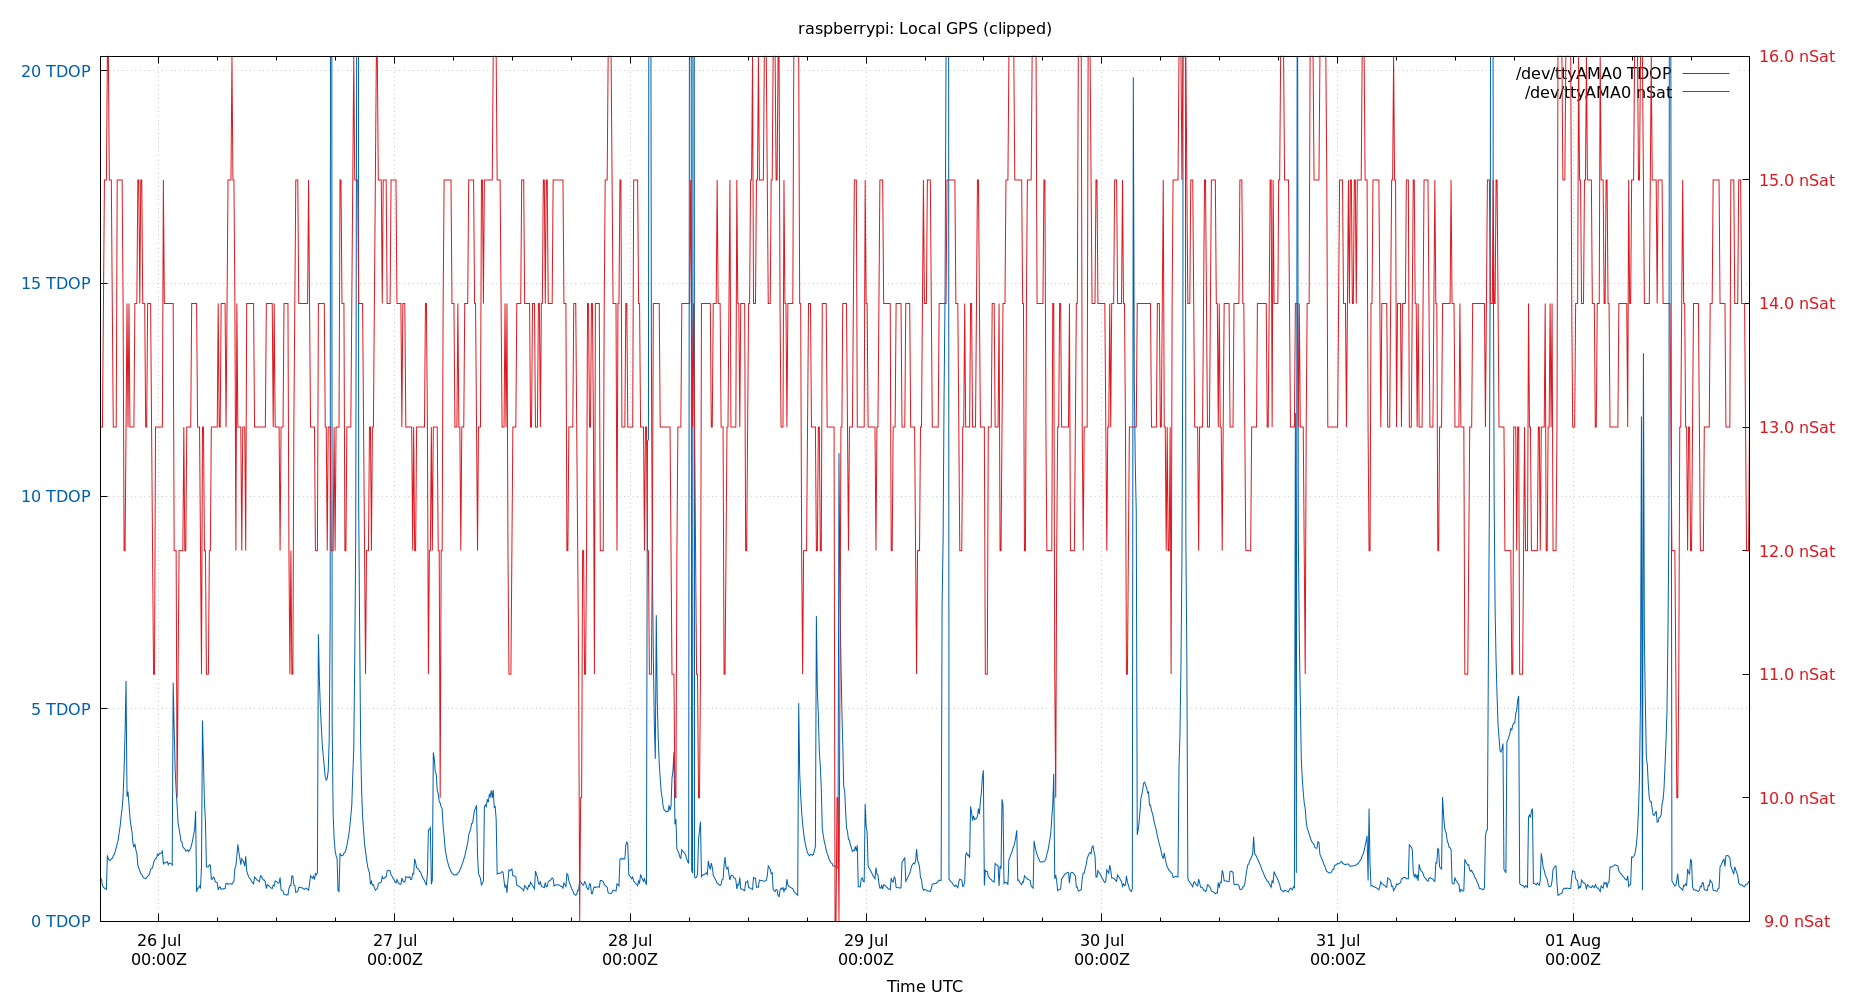 raspberrypi: Local GPS (clipped)
20 TDOP
15 TDOP
10 TDOP
5 TDOP
0 TDOP
16.0 nSat
15.0 nSat
14.0 nSat
13.0 nSat
12.0 nSat
11.0 nSat
10.0 nSat
9.0 nSat
/dev/ttyAMA0 TDOP
/dev/ttyAMA0 nSat
26 Jul 27 Jul 28 Jul 29 Jul 30 Jul 31 Jul 01 Aug
00:00Z 00:00Z 00:00Z 00:00Z 00:00Z 00:00Z 00:00Z
Time UTC